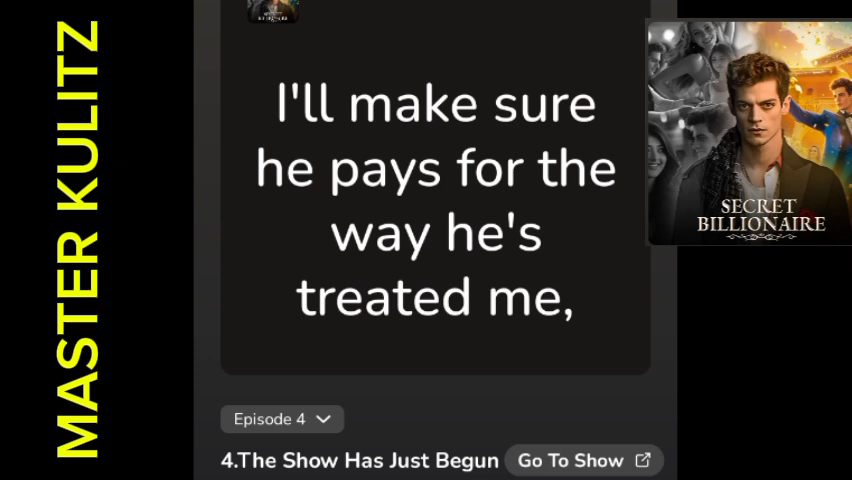 MASTER KULITZ
I'll make sure
he pays for the
way he's
treated me,
SECRET
BILLIONAIRE
Episode 4
4.The Show Has Just Begun
Go To Show